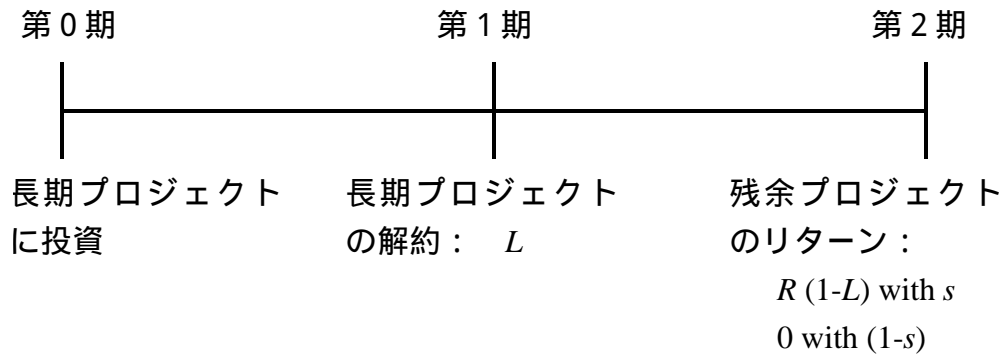 第0期 第1期 第2期
長期プロジェクト 長期プロジェクト 残余プロジェクト
に投資 の解約： L のリターン：
R (1-L) with s
0 with (1-s)